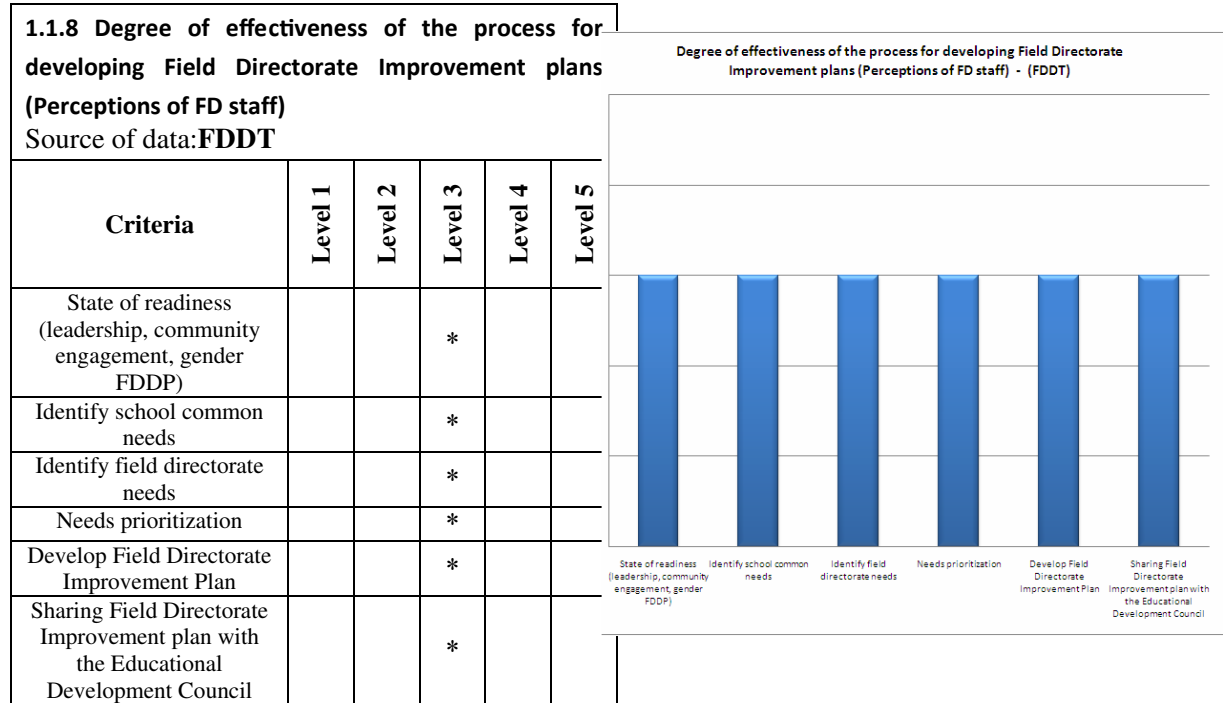 1.1.8 Degree of effectiveness of the process for
developing Field Directorate Improvement plans
(Perceptions of FD staff)
Source of data:FDDT
Criteria
Level 1
Level 2
Level 3
Level 4
Level 5
State of readiness
(leadership, community
engagement, gender
FDDP)
*
Identify school common
needs
*
Identify field directorate
needs
*
Needs prioritization
*
Develop Field Directorate
Improvement Plan
*
Sharing Field Directorate
Improvement plan with
the Educational
Development Council
*
Degree of effectiveness of the process for developing Field Directorate
Improvement plans (Perceptions of FD staff) - (FDDT)
State of readiness
(leadership, community
engagement, gender
FDDP)
Identify school common
needs
Identify field
directorate needs
Needs prioritization
Develop Field
Directorate
Improvement Plan
Sharing Field
Directorate
Improvement plan with
the Educational
Development Council